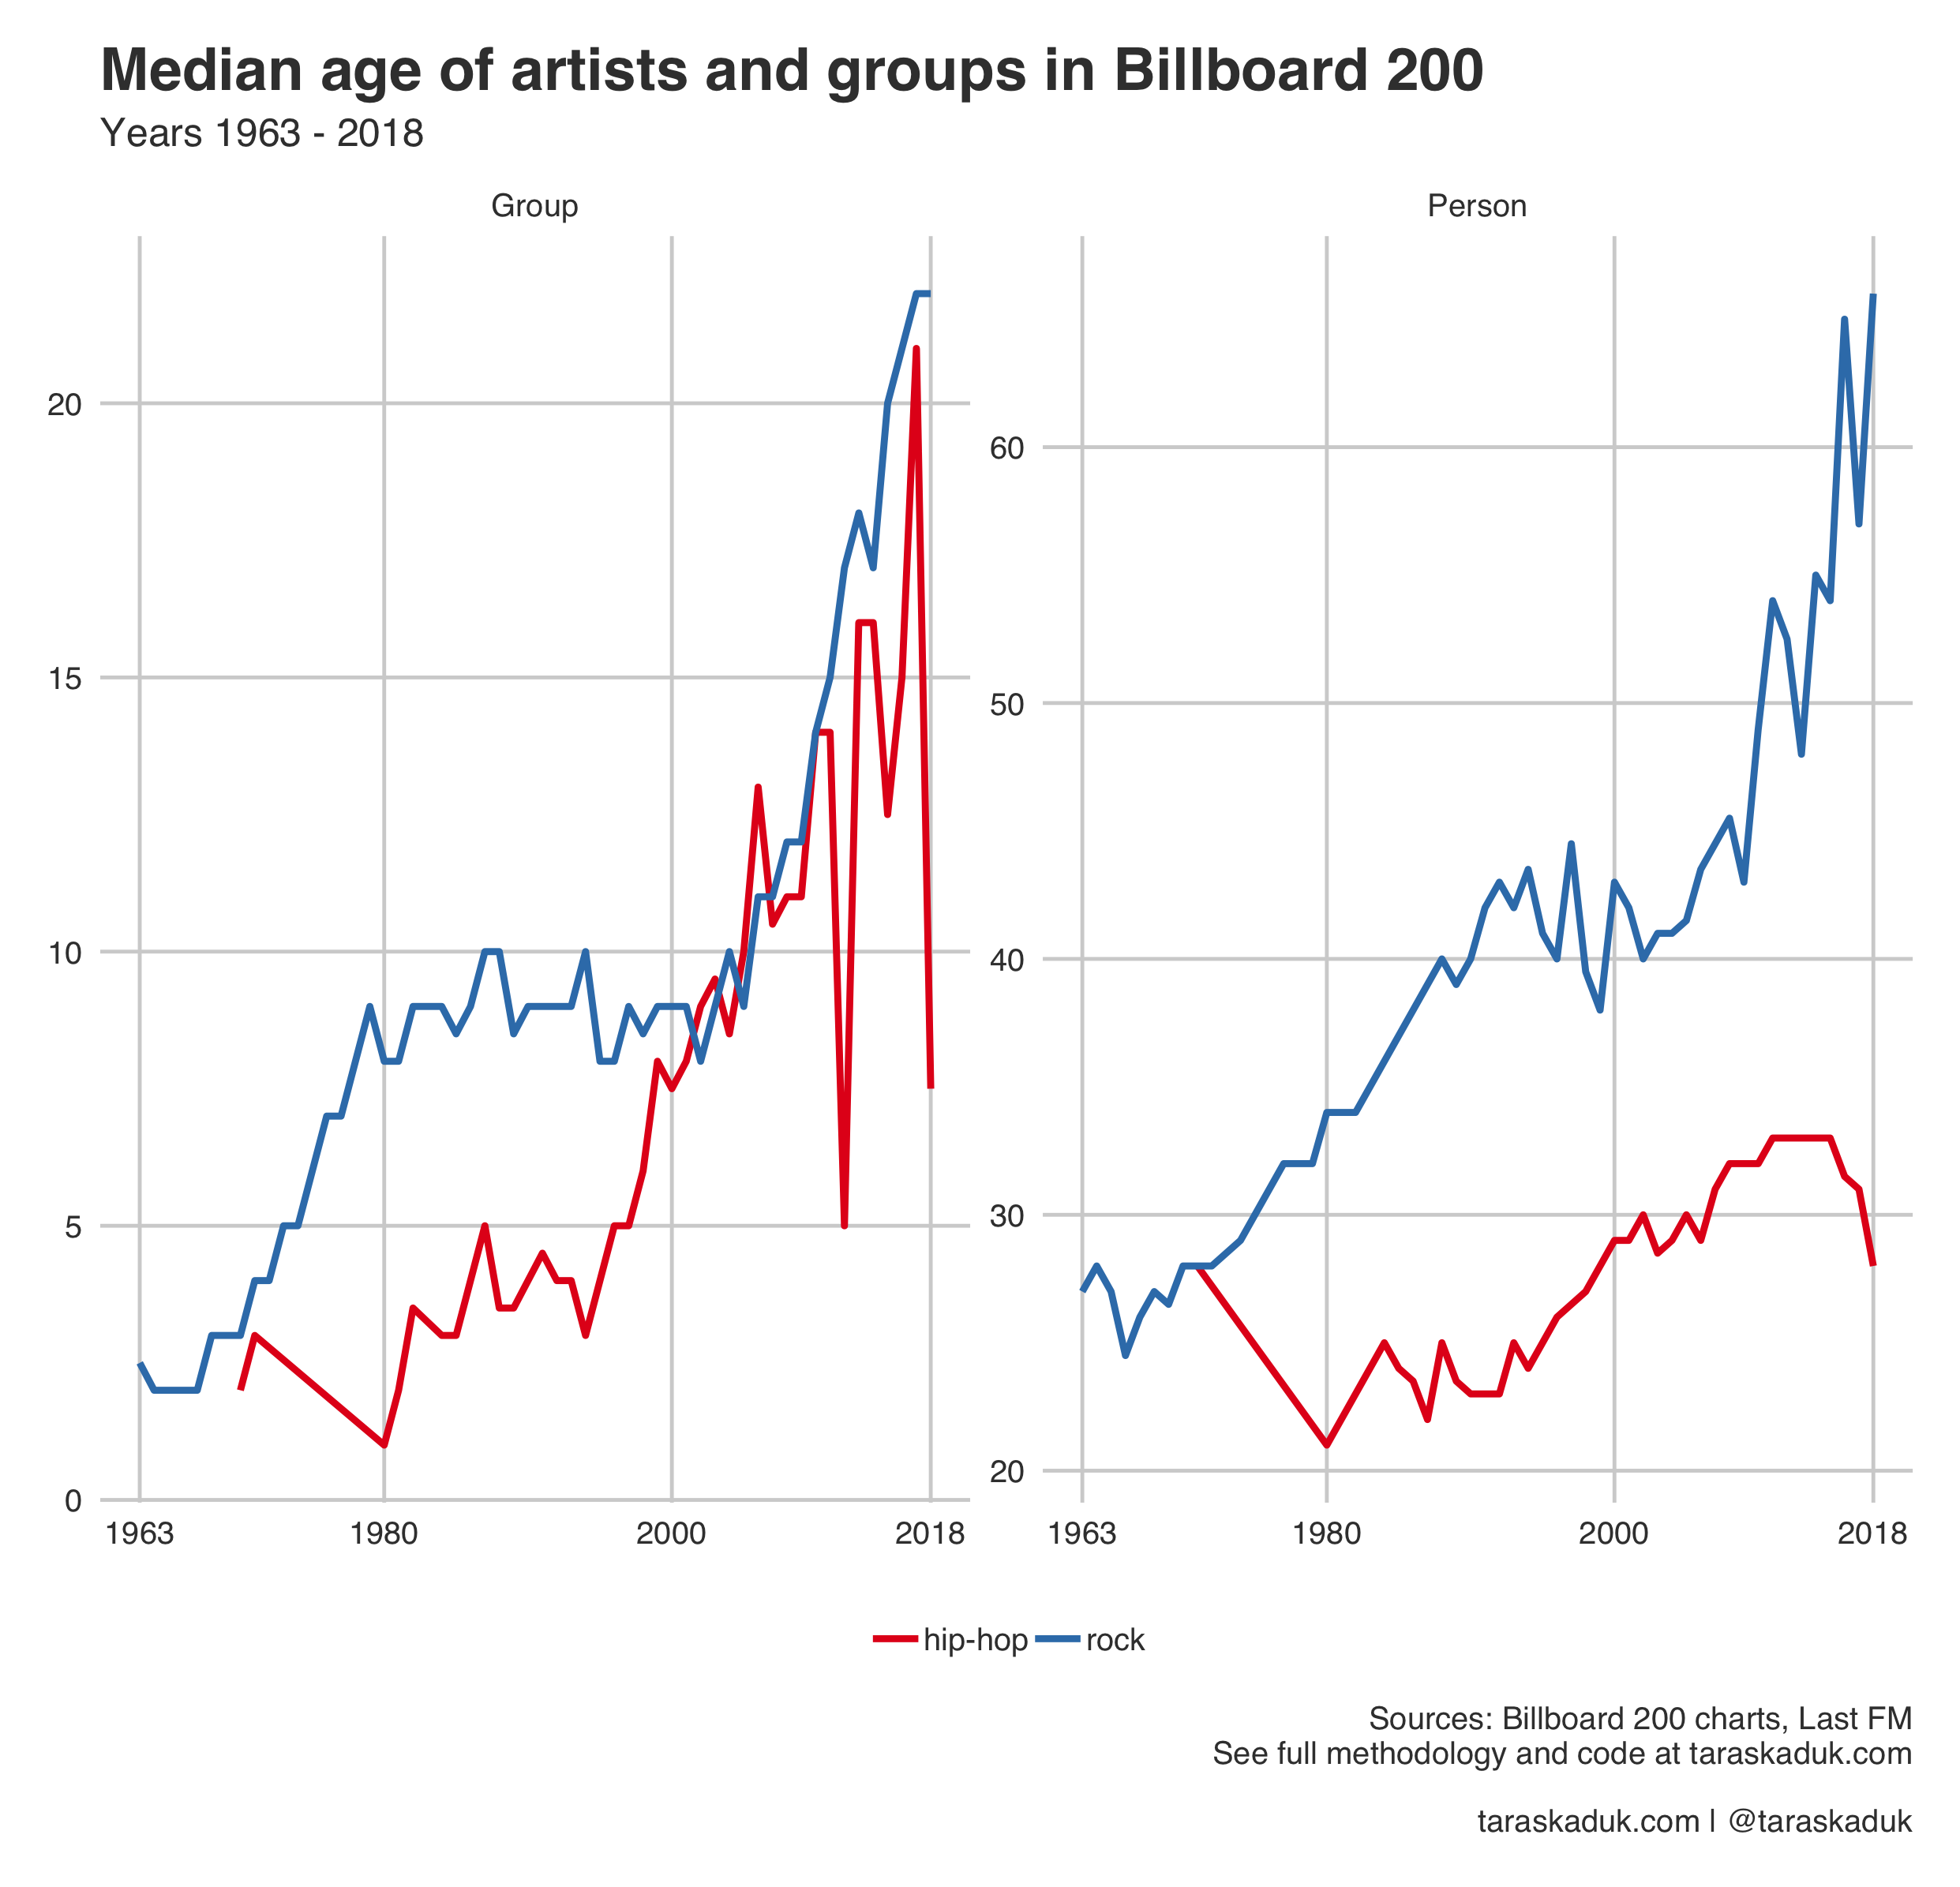 Median age of artists and groups in Billboard 200
Years 1963 - 2018
Group
20
15
10
5
0
1963 1980 2000 2018
Person
60
50
40
30
20
1963 1980 2000 2018
hip-hop rock
Sources: Billboard 200 charts, Last FM
See full methodology and code at taraskaduk.com
taraskaduk.com | @taraskaduk